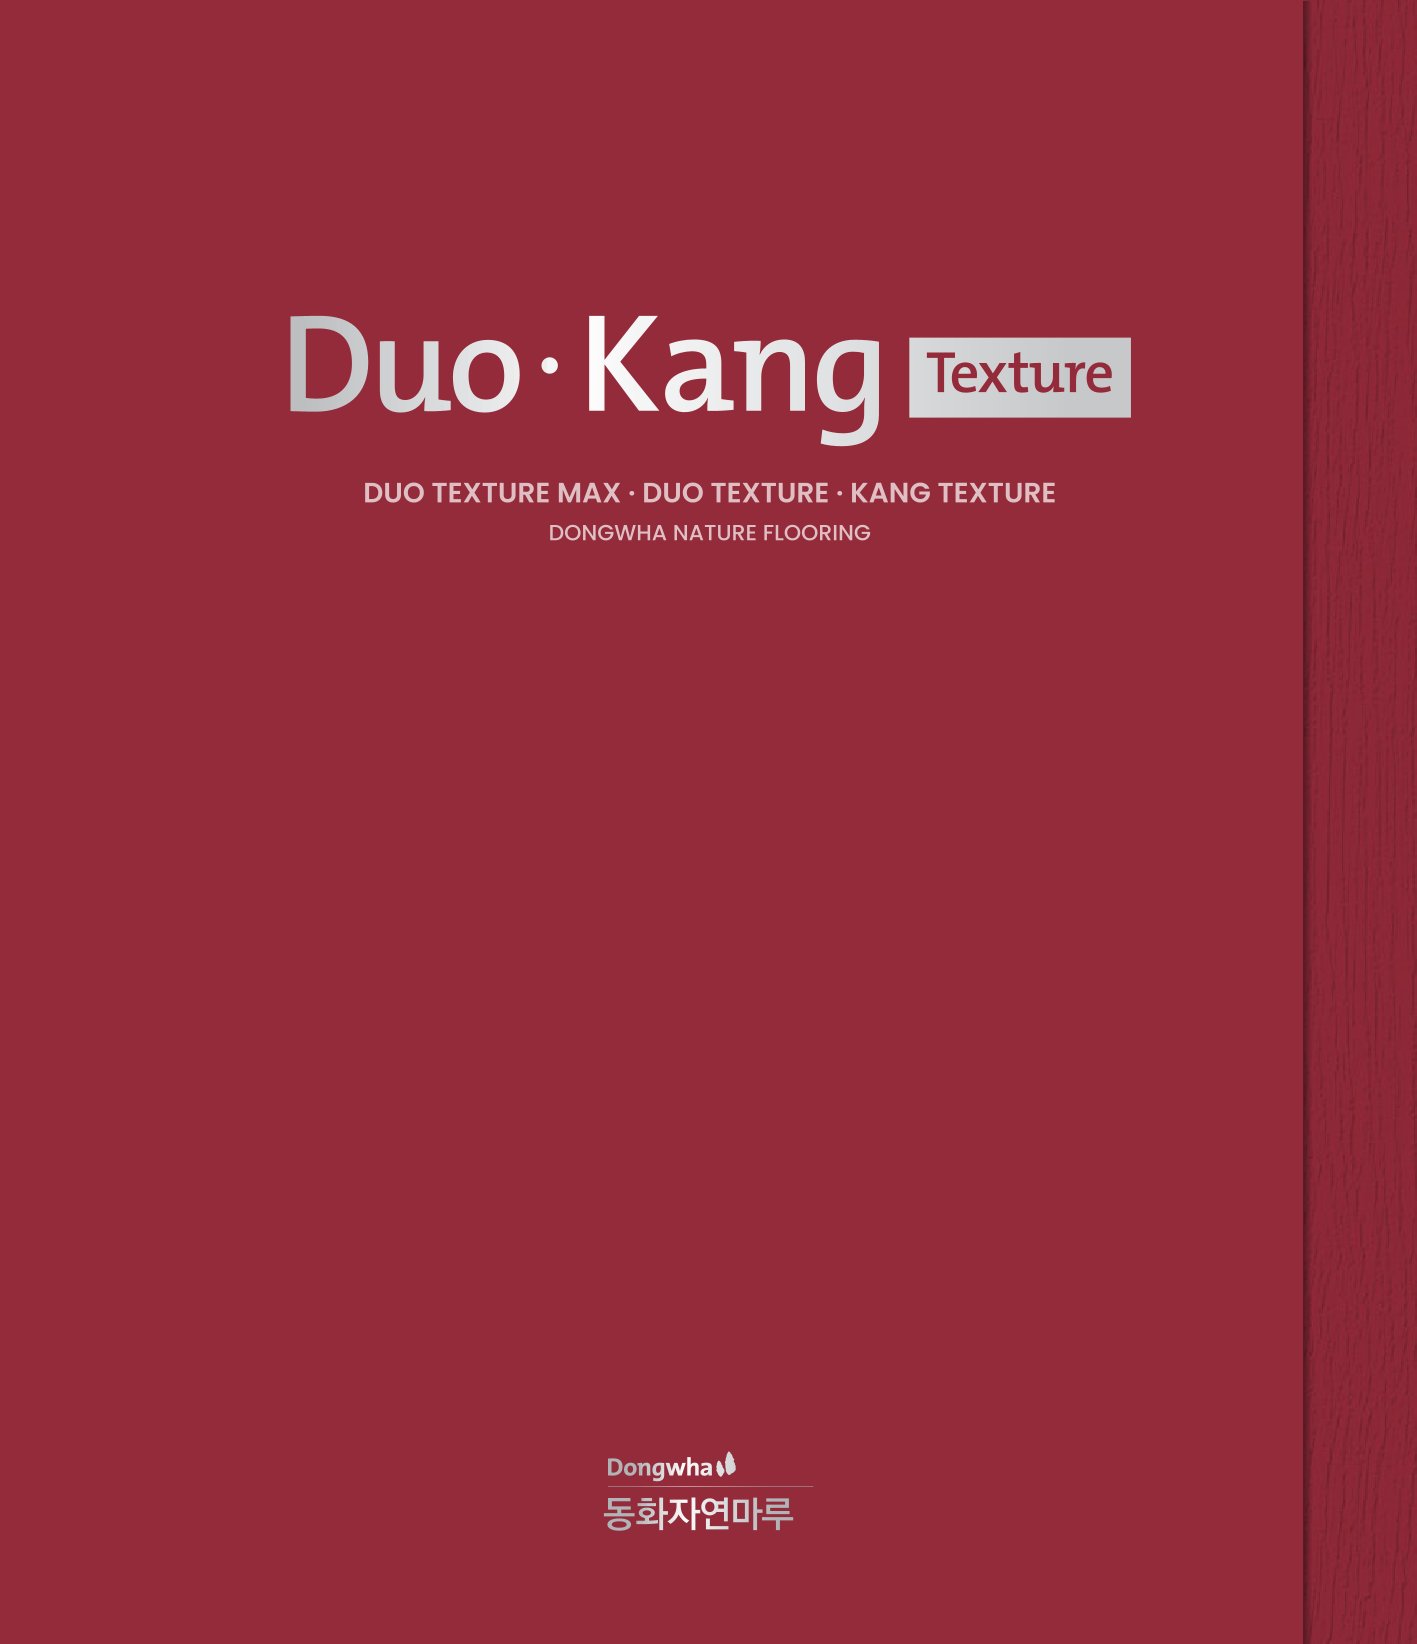 Duo·Kang Texture
DUO TEXTURE MAX · DUO TEXTURE · KANG TEXTURE
DONGWHA NATURE FLOORING
Dongwha
동화자연마루